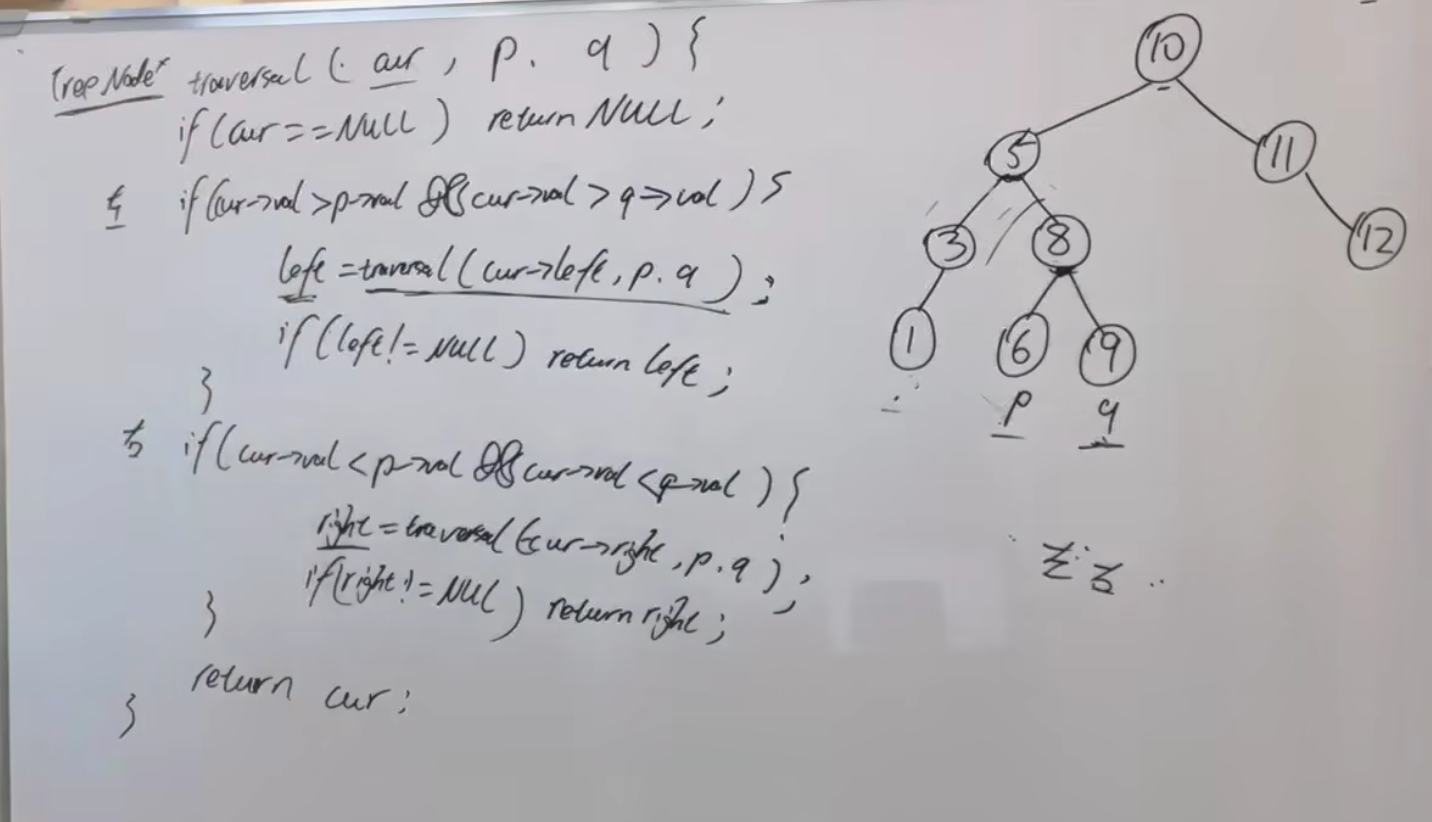 TreeNode* traversal( cur, p. q ) {
if(cur==NULL) return NULL;
左 if(cur->val>p->val && cur->val>q->val){
left=traversal(cur->left,p.q);
if(left!=NULL) return left;
}
右 if(cur->val<p->val && cur->val<q->val){
right=traversal(cur->right,p.q);
if(right!=NULL) return right;
}
return cur;
}
10
5
11
3
8
12
1
6
9
p
q
左右